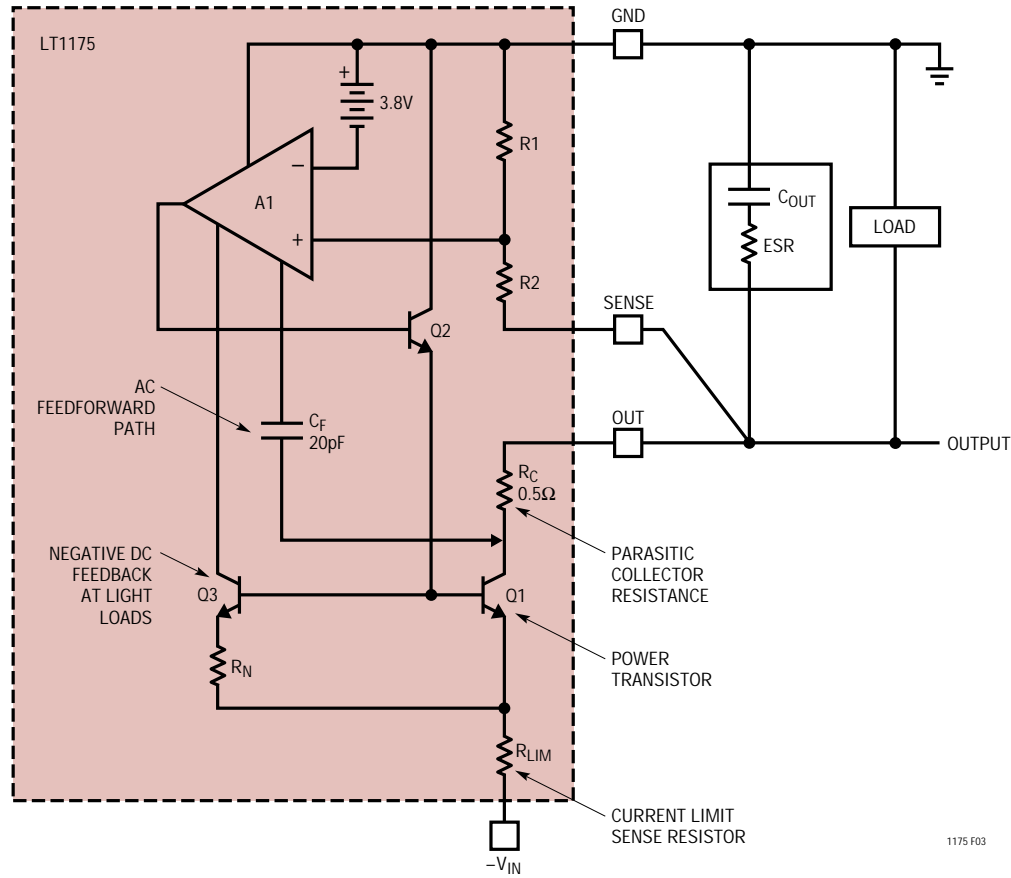 GND
LT1175
+
3.8V
R1
−
A1
COUT
+
LOAD
ESR
R2
SENSE
Q2
AC
FEEDFORWARD
PATH
CF
20pF
OUT
OUTPUT
RC
0.5Ω
NEGATIVE DC
FEEDBACK
AT LIGHT
LOADS
PARASITIC
COLLECTOR
RESISTANCE
Q3
Q1
RN
POWER
TRANSISTOR
RLIM
CURRENT LIMIT
SENSE RESISTOR
–VIN
1175 F03